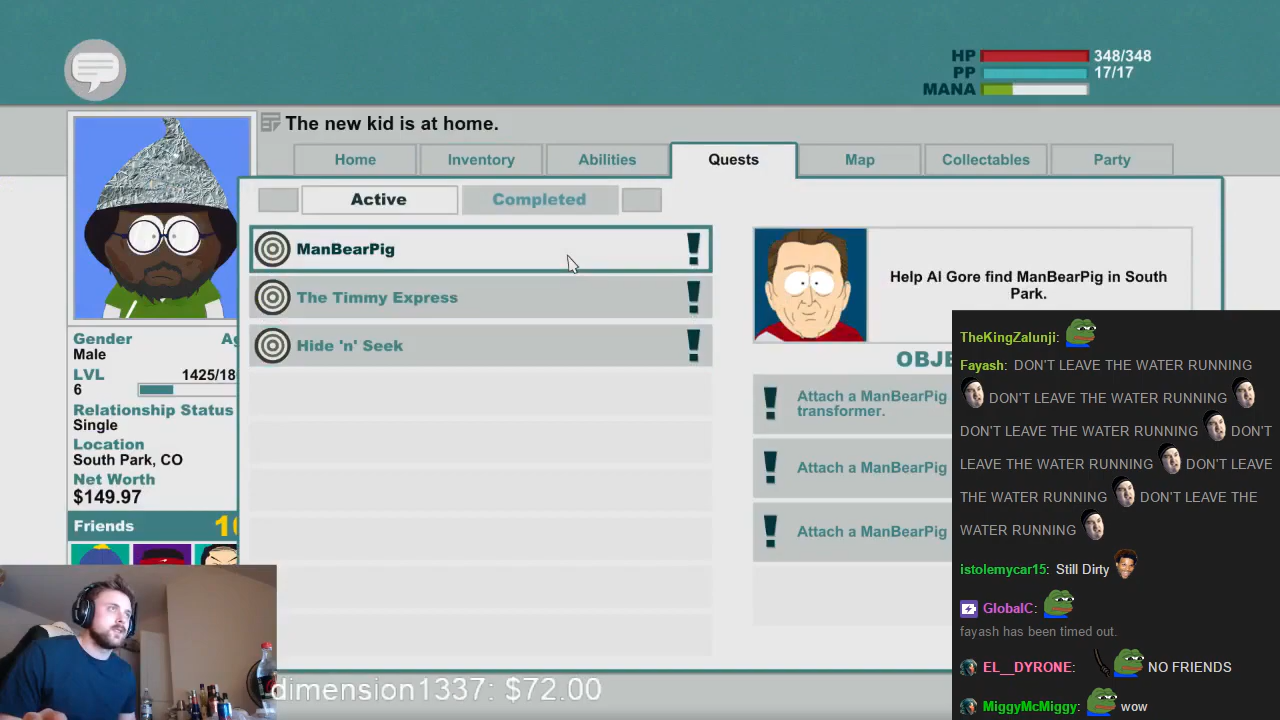 HP 348/348
PP 17/17
MANA
The new kid is at home.
Home Inventory Abilities Quests Map Collectables Party
Active Completed
ManBearPig !
The Timmy Express !
Hide 'n' Seek !
Help Al Gore find ManBearPig in South
Park.
OBJE
! Attach a ManBearPig
transformer.
! Attach a ManBearPig
! Attach a ManBearPig
Gender Ag
Male
LVL 1425/18
6
Relationship Status
Single
Location
South Park, CO
Net Worth
$149.97
Friends 10
dimension1337: $72.00
TheKingZalunji:
Fayash: DON'T LEAVE THE WATER RUNNING
DON'T LEAVE THE WATER RUNNING
DON'T LEAVE THE WATER RUNNING DON'T
LEAVE THE WATER RUNNING DON'T LEAVE
THE WATER RUNNING DON'T LEAVE THE
WATER RUNNING
istolemycar15: Still Dirty
GlobalC:
fayash has been timed out.
EL__DYRONE: NO FRIENDS
MiggyMcMiggy: wow